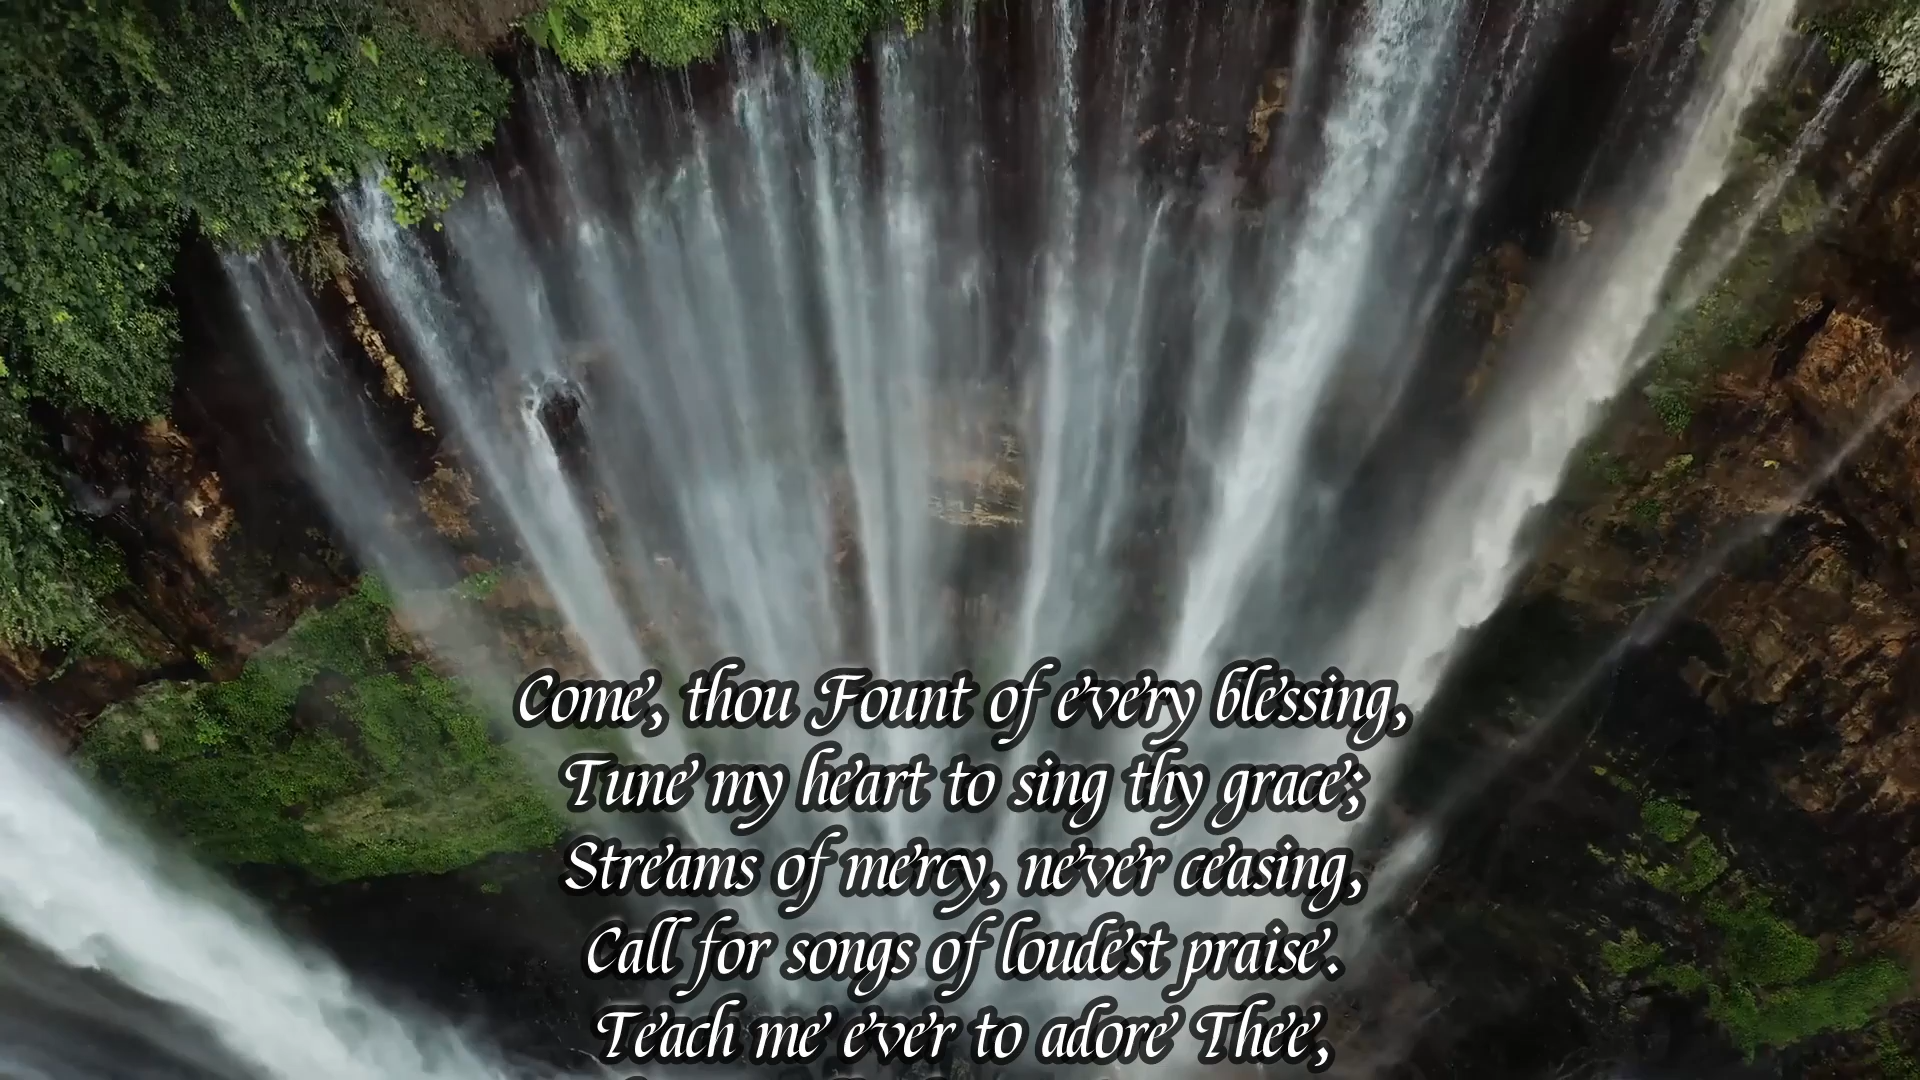 Come, thou Fount of every blessing,
Tune my heart to sing thy grace;
Streams of mercy, never ceasing,
Call for songs of loudest praise.
Teach me ever to adore Thee,